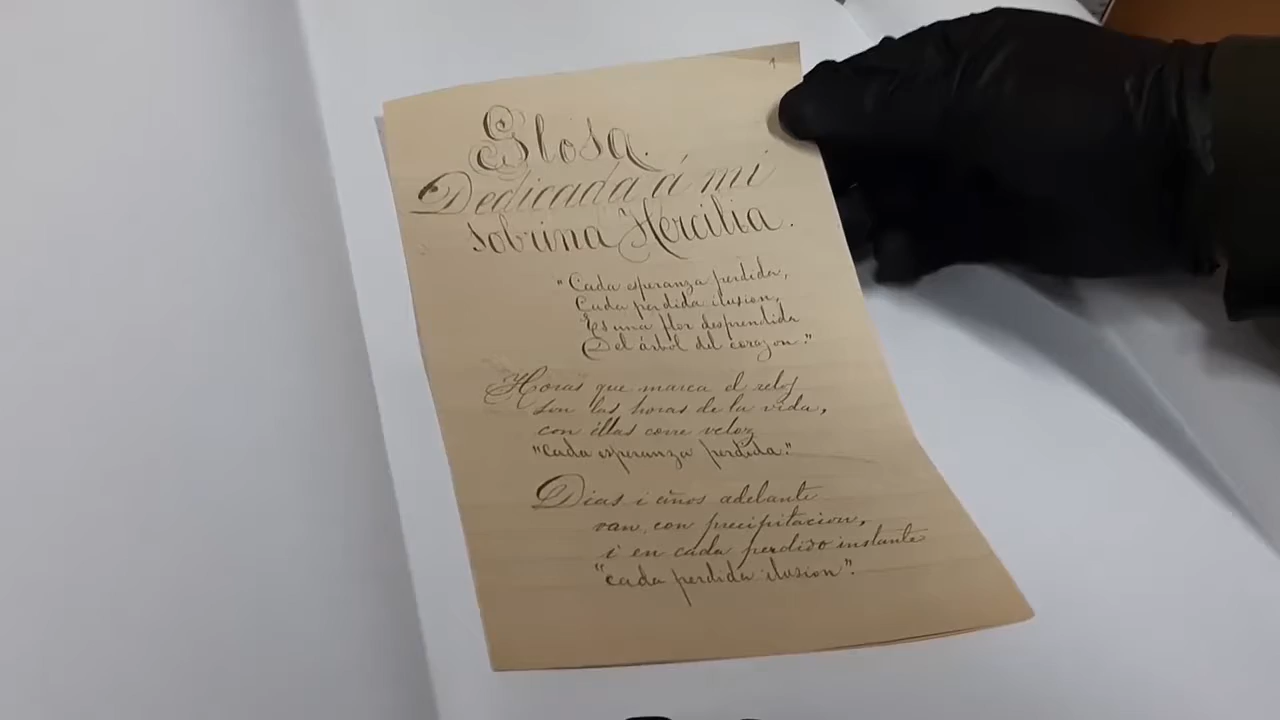 1
Glosa.
Dedicada á mi
sobrina Hercilia.
"Cada esperanza perdida,
Cada perdida ilusion,
Es una flor desprendida
Del árbol del corazon."
Horas que marca el reloj
son las horas de la vida,
con éllas corre veloz
"cada esperanza perdida."
Dias i años adelante
van, con precipitacion,
i en cada perdido instante
"cada perdida ilusion".